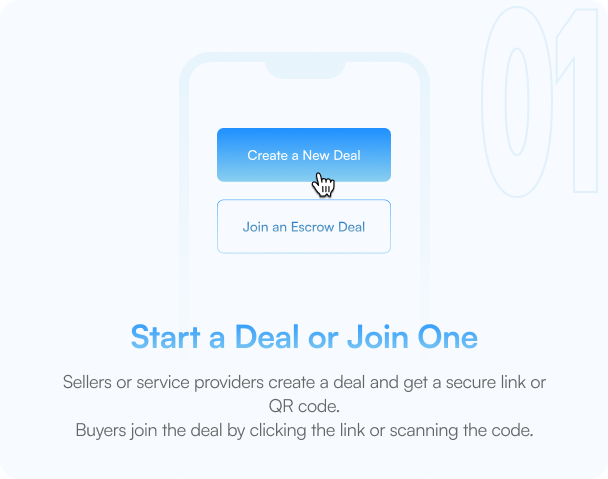 01
Create a New Deal
Join an Escrow Deal
Start a Deal or Join One
Sellers or service providers create a deal and get a secure link or
QR code.
Buyers join the deal by clicking the link or scanning the code.